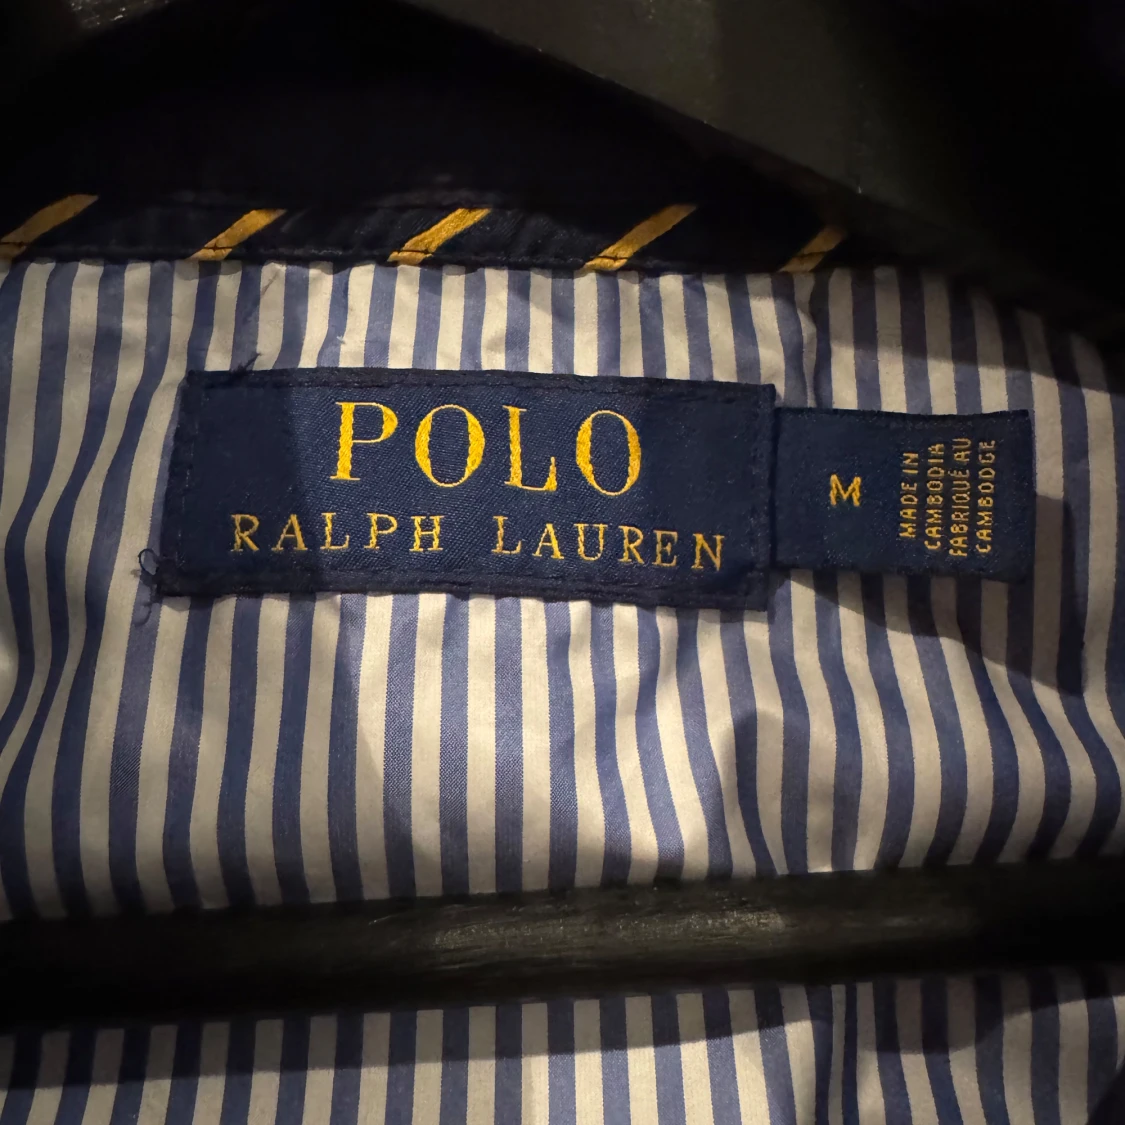 POLO
RALPH LAUREN
M
MADE IN
CAMBODIA
FABRIQUÉ AU
CAMBODGE